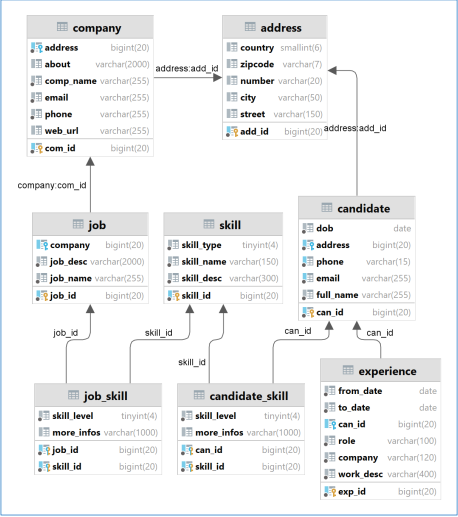 company
address bigint(20)
about varchar(2000)
comp_name varchar(255)
email varchar(255)
phone varchar(255)
web_url varchar(255)
com_id bigint(20)
address:add_id
address
country smallint(6)
zipcode varchar(7)
number varchar(20)
city varchar(50)
street varchar(150)
add_id bigint(20)
address:add_id
company:com_id
job
company bigint(20)
job_desc varchar(2000)
job_name varchar(255)
job_id bigint(20)
skill
skill_type tinyint(4)
skill_name varchar(150)
skill_desc varchar(300)
skill_id bigint(20)
candidate
dob date
address bigint(20)
phone varchar(15)
email varchar(255)
full_name varchar(255)
can_id bigint(20)
job_id
skill_id
skill_id
can_id
can_id
job_skill
skill_level tinyint(4)
more_infos varchar(1000)
job_id bigint(20)
skill_id bigint(20)
candidate_skill
skill_level tinyint(4)
more_infos varchar(1000)
can_id bigint(20)
skill_id bigint(20)
experience
from_date date
to_date date
can_id bigint(20)
role varchar(100)
company varchar(120)
work_desc varchar(400)
exp_id bigint(20)